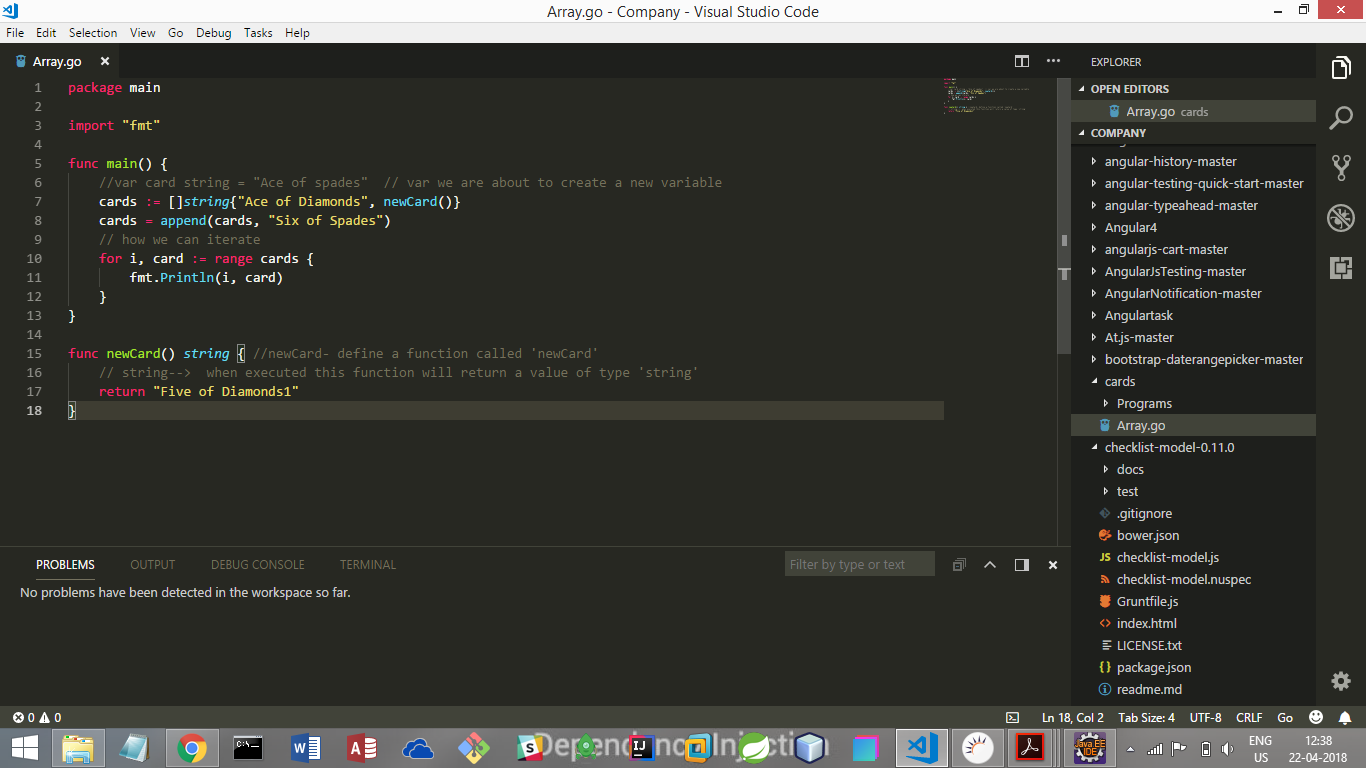 Array.go - Company - Visual Studio Code
File Edit Selection View Go Debug Tasks Help
Array.go
1 package main
2
3 import "fmt"
4
5 func main() {
6 //var card string = "Ace of spades" // var we are about to create a new variable
7 cards := []string{"Ace of Diamonds", newCard()}
8 cards = append(cards, "Six of Spades")
9 // how we can iterate
10 for i, card := range cards {
11 fmt.Println(i, card)
12 }
13 }
14
15 func newCard() string { //newCard- define a function called 'newCard'
16 // string--> when executed this function will return a value of type 'string'
17 return "Five of Diamonds1"
18 }
EXPLORER
OPEN EDITORS
Array.go cards
COMPANY
angular-history-master
angular-testing-quick-start-master
angular-typeahead-master
Angular4
angularjs-cart-master
AngularJsTesting-master
AngularNotification-master
Angulartask
At.js-master
bootstrap-daterangepicker-master
cards
Programs
Array.go
checklist-model-0.11.0
docs
test
.gitignore
bower.json
JS checklist-model.js
checklist-model.nuspec
Gruntfile.js
index.html
LICENSE.txt
package.json
readme.md
PROBLEMS OUTPUT DEBUG CONSOLE TERMINAL
Filter by type or text
No problems have been detected in the workspace so far.
0 0
Ln 18, Col 2 Tab Size: 4 UTF-8 CRLF Go
Dependency Injection
ENG
US
12:38
22-04-2018